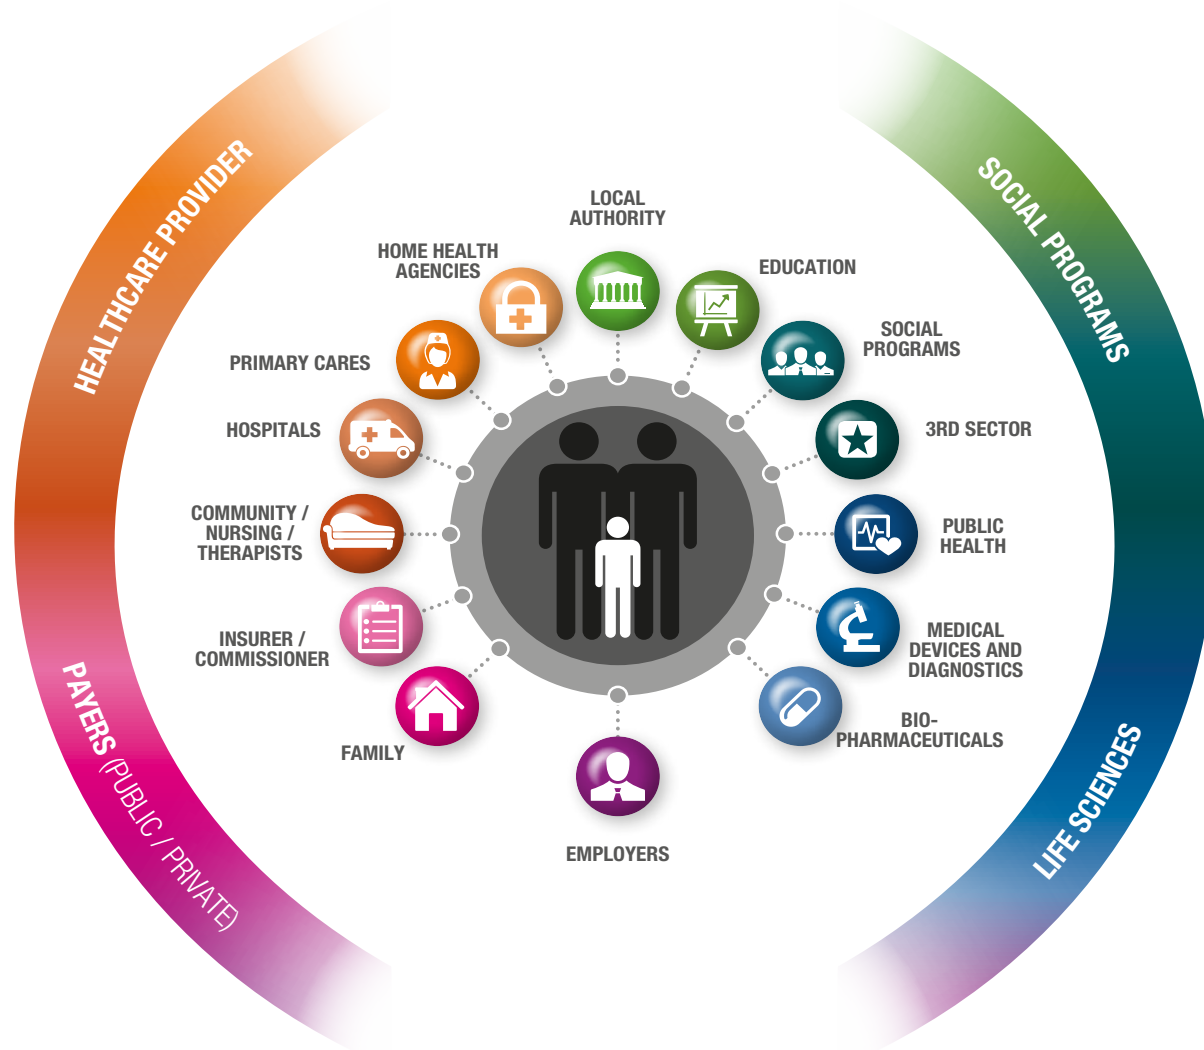 HEALTHCARE PROVIDER
SOCIAL PROGRAMS
LOCAL
AUTHORITY
HOME HEALTH
AGENCIES
EDUCATION
PRIMARY CARES
SOCIAL
PROGRAMS
HOSPITALS
3RD SECTOR
COMMUNITY /
NURSING /
THERAPISTS
PUBLIC
HEALTH
INSURER /
COMMISSIONER
MEDICAL
DEVICES AND
DIAGNOSTICS
FAMILY
BIO-
PHARMACEUTICALS
EMPLOYERS
PAYERS (PUBLIC / PRIVATE)
LIFE SCIENCES